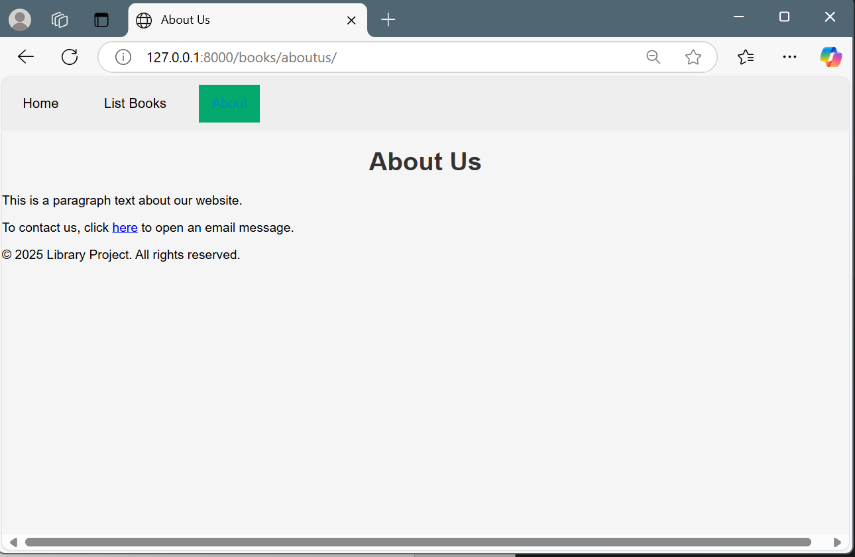 About Us
127.0.0.1:8000/books/aboutus/
Home List Books About
About Us
This is a paragraph text about our website.
To contact us, click here to open an email message.
© 2025 Library Project. All rights reserved.